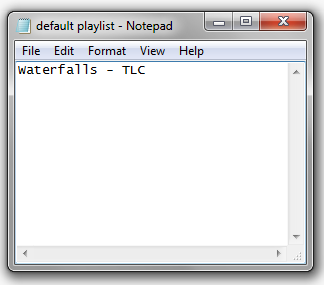 default playlist - Notepad
File Edit Format View Help
Waterfalls - TLC